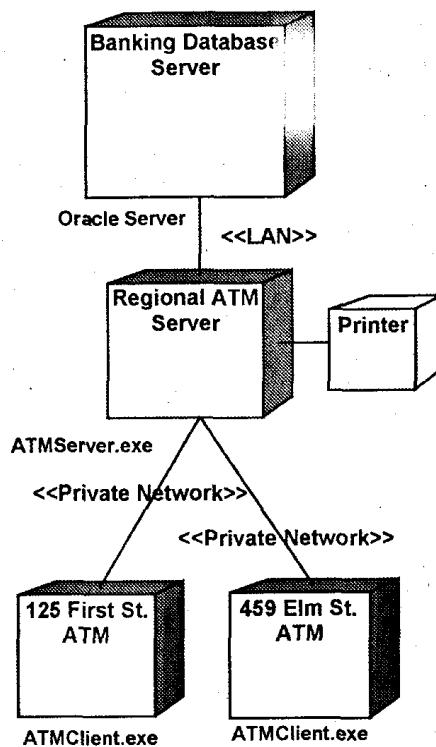 Banking Database
Server
Oracle Server
<<LAN>>
Regional ATM
Server
Printer
ATMServer.exe
<<Private Network>>
<<Private Network>>
125 First St.
ATM
459 Elm St.
ATM
ATMClient.exe
ATMClient.exe